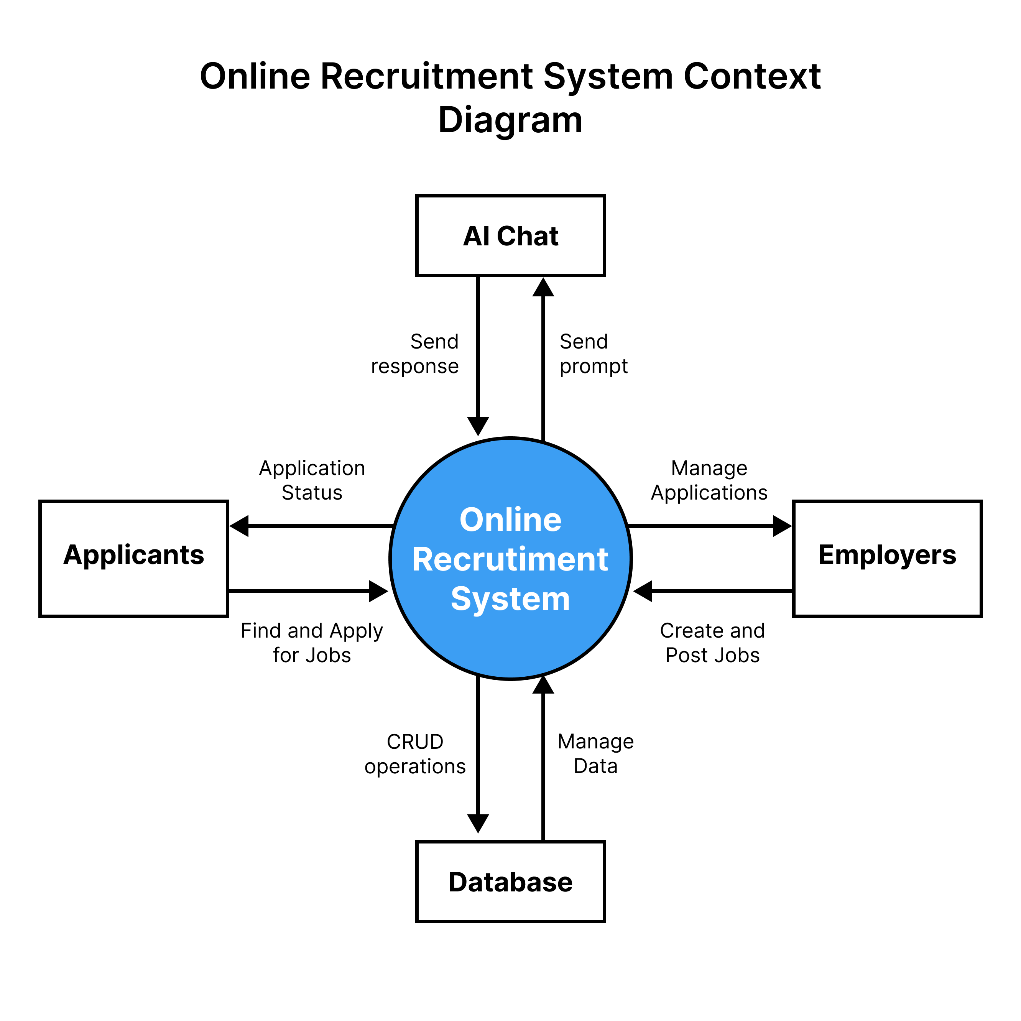 Online Recruitment System Context
Diagram
AI Chat
Send
response
Send
prompt
Application
Status
Manage
Applications
Applicants
Online
Recrutiment
System
Employers
Find and Apply
for Jobs
Create and
Post Jobs
CRUD
operations
Manage
Data
Database